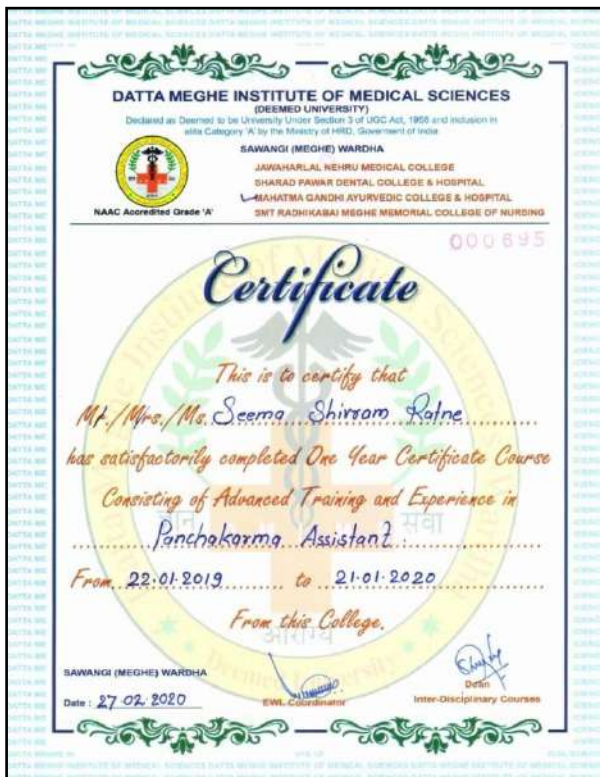 DATTA MEGHE INSTITUTE OF MEDICAL SCIENCES
(DEEMED UNIVERSITY)
Declared as Deemed to be University Under Section 3 of UGC Act, 1956 and inclusion in
elite Category 'A' by the Ministry of HRD, Goverment of India
SAWANGI (MEGHE) WARDHA
JAWAHARLAL NEHRU MEDICAL COLLEGE
SHARAD PAWAR DENTAL COLLEGE & HOSPITAL
MAHATMA GANDHI AYURVEDIC COLLEGE & HOSPITAL
SMT RADHIKABAI MEGHE MEMORIAL COLLEGE OF NURSING
NAAC Accredited Grade 'A'
000695
Certificate
This is to certify that
Mr./Mrs./Ms. Seema Shivram Ratne
has satisfactorily completed One Year Certificate Course
Consisting of Advanced Training and Experience in
Panchakarma Assistant
From 22.01.2019 to 21.01.2020
From this College.
सेवा
आरोग्य
Deemed University
SAWANGI (MEGHE) WARDHA
Date : 27.02.2020
EWL Coordinator
Dean
Inter-Disciplinary Courses